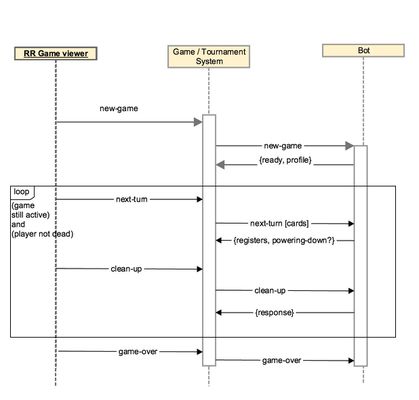 RR Game viewer
Game / Tournament
System
Bot
new-game
new-game
{ready, profile}
loop
(game
still active)
and
(player not dead)
next-turn
next-turn [cards]
{registers, powering-down?}
clean-up
clean-up
{response}
game-over
game-over